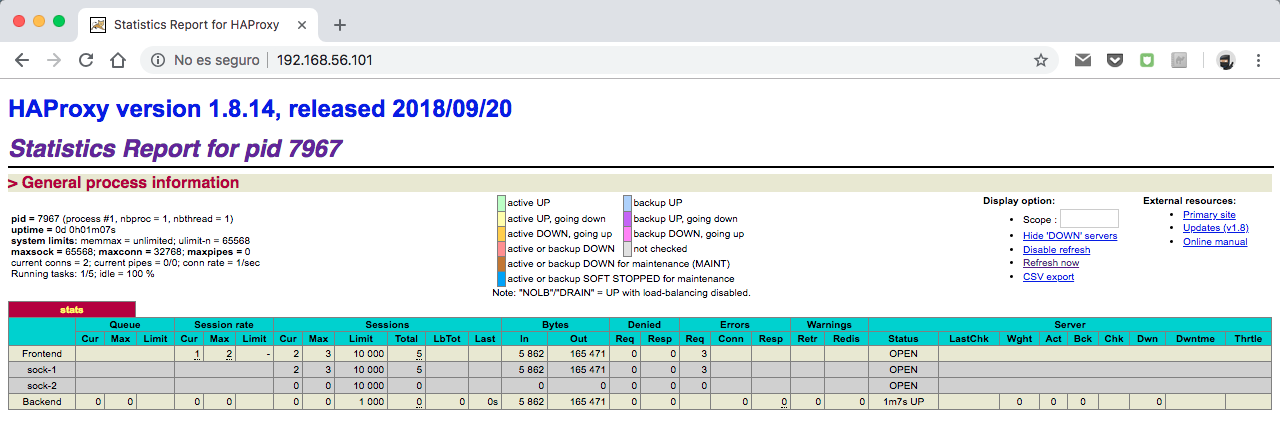 Statistics Report for HAProxy
No es seguro | 192.168.56.101
HAProxy version 1.8.14, released 2018/09/20
Statistics Report for pid 7967
> General process information
pid = 7967 (process #1, nbproc = 1, nbthread = 1)
uptime = 0d 0h01m07s
system limits: memmax = unlimited; ulimit-n = 65568
maxsock = 65568; maxconn = 32768; maxpipes = 0
current conns = 2; current pipes = 0/0; conn rate = 1/sec
Running tasks: 1/5; idle = 100 %
active UP backup UP
active UP, going down backup UP, going down
active DOWN, going up backup DOWN, going up
active or backup DOWN not checked
active or backup DOWN for maintenance (MAINT)
active or backup SOFT STOPPED for maintenance
Note: "NOLB"/"DRAIN" = UP with load-balancing disabled.
Display option:
Scope :
Hide 'DOWN' servers
Disable refresh
Refresh now
CSV export
External resources:
Primary site
Updates (v1.8)
Online manual
stats
Queue Session rate Sessions Bytes Denied Errors Warnings Server
Cur Max Limit Cur Max Limit Cur Max Limit Total LbTot Last In Out Req Resp Req Conn Resp Retr Redis Status LastChk Wght Act Bck Chk Dwn Dwntme Thrtle
Frontend 1 2 - 2 3 10 000 5 5 862 165 471 0 0 3 OPEN
sock-1 2 3 10 000 5 5 862 165 471 0 0 3 OPEN
sock-2 0 0 10 000 0 0 0 0 0 0 OPEN
Backend 0 0 0 0 0 0 1 000 0 0 0s 5 862 165 471 0 0 0 0 0 0 1m7s UP 0 0 0 0